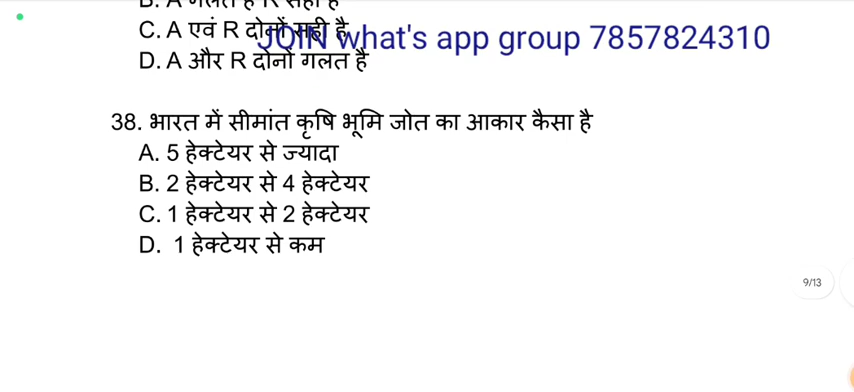 C. A एवं R दोनों सही है
JOIN what's app group 7857824310
D. A और R दोनो गलत है
38. भारत में सीमांत कृषि भूमि जोत का आकार कैसा है
A. 5 हेक्टेयर से ज्यादा
B. 2 हेक्टेयर से 4 हेक्टेयर
C. 1 हेक्टेयर से 2 हेक्टेयर
D. 1 हेक्टेयर से कम
9/13